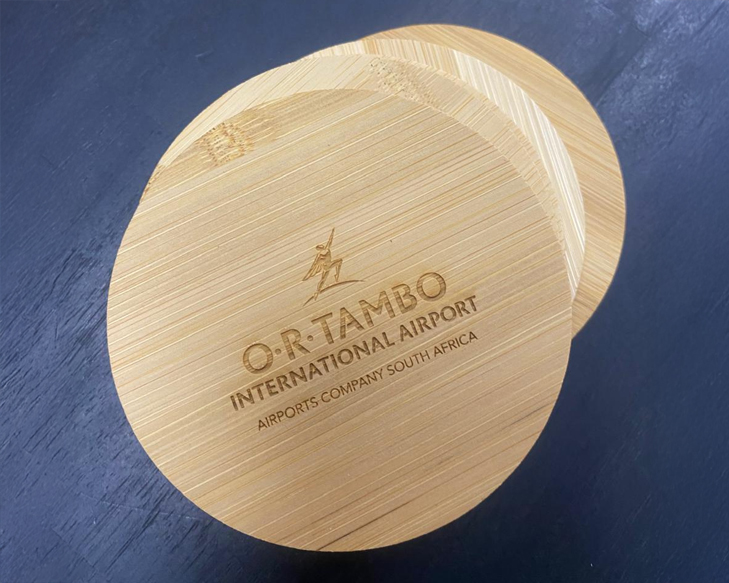 O·R·TAMBO
INTERNATIONAL AIRPORT
AIRPORTS COMPANY SOUTH AFRICA